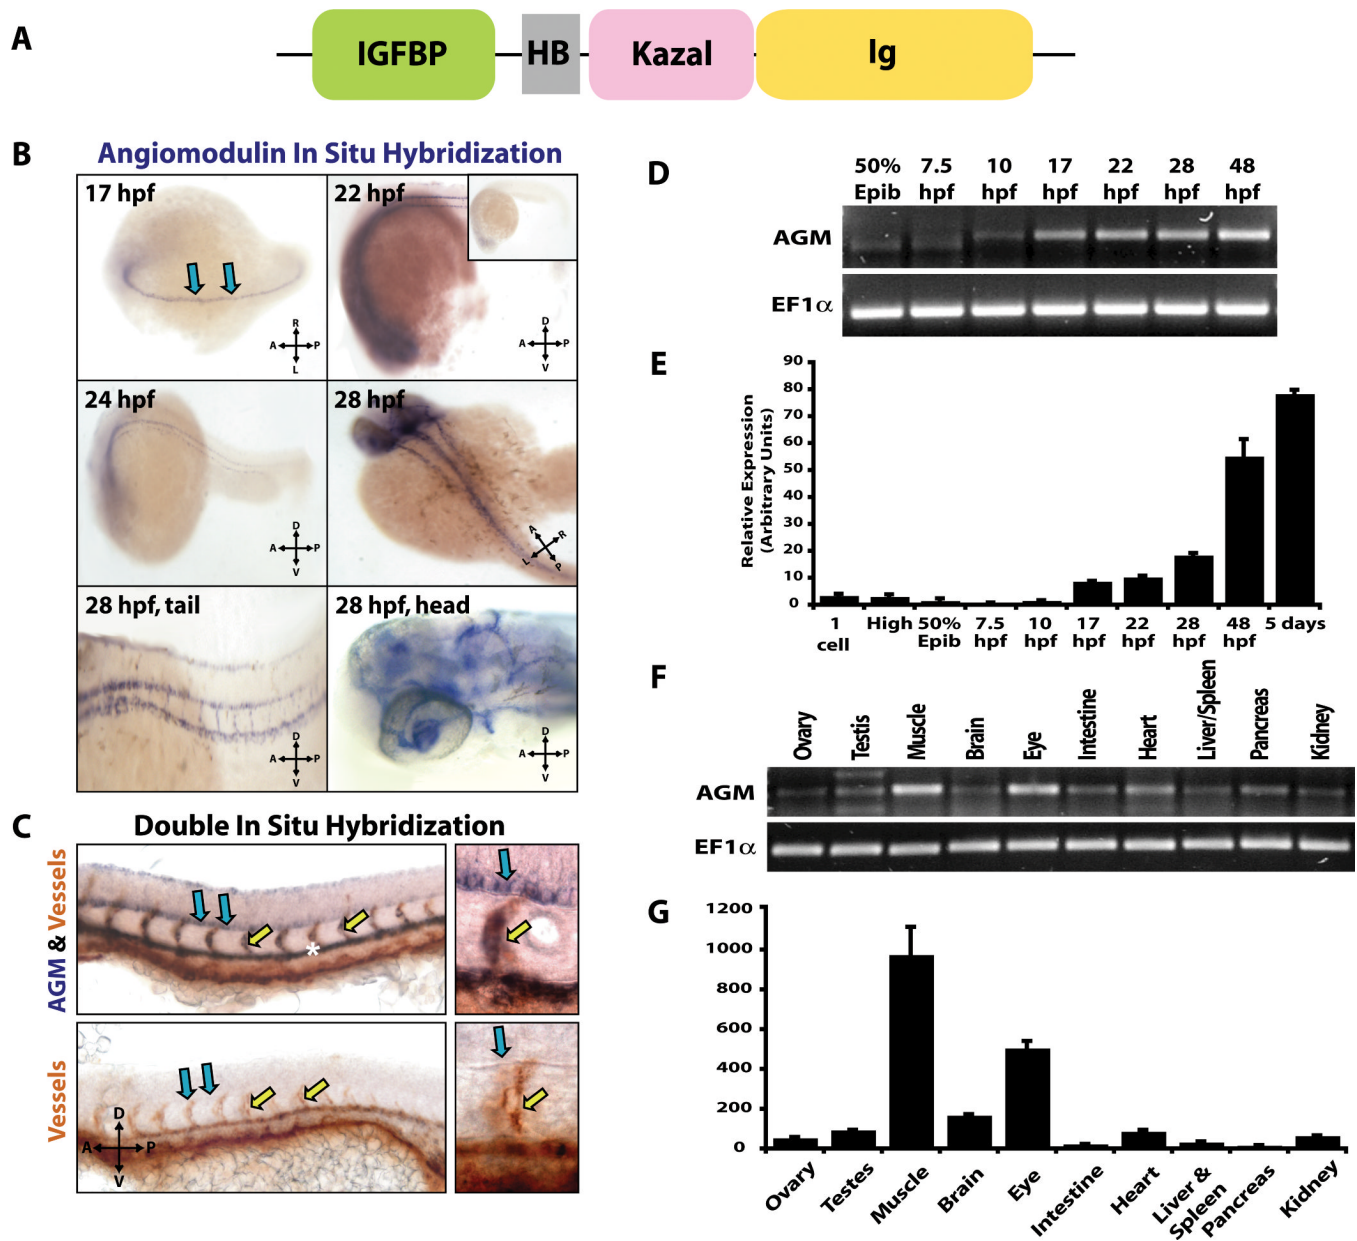 A
IGFBP HB Kazal Ig
B
Angiomodulin In Situ Hybridization
17 hpf
R
A P
L
22 hpf
D
A P
V
24 hpf
D
A P
V
28 hpf
A
R
L
P
28 hpf, tail
D
A P
V
28 hpf, head
D
A P
V
C
Double In Situ Hybridization
AGM & Vessels
*
Vessels
D
A P
V
D
50% 7.5 10 17 22 28 48
Epib hpf hpf hpf hpf hpf hpf
AGM
EF1α
E
Relative Expression
(Arbitrary Units)
90
80
70
60
50
40
30
20
10
0
1 High 50% 7.5 10 17 22 28 48 5 days
cell Epib hpf hpf hpf hpf hpf hpf
F
Ovary Testis Muscle Brain Eye Intestine Heart Liver/Spleen Pancreas Kidney
AGM
EF1α
G
1200
1000
800
600
400
200
0
Ovary Testes Muscle Brain Eye Intestine Heart Liver & Spleen Pancreas Kidney